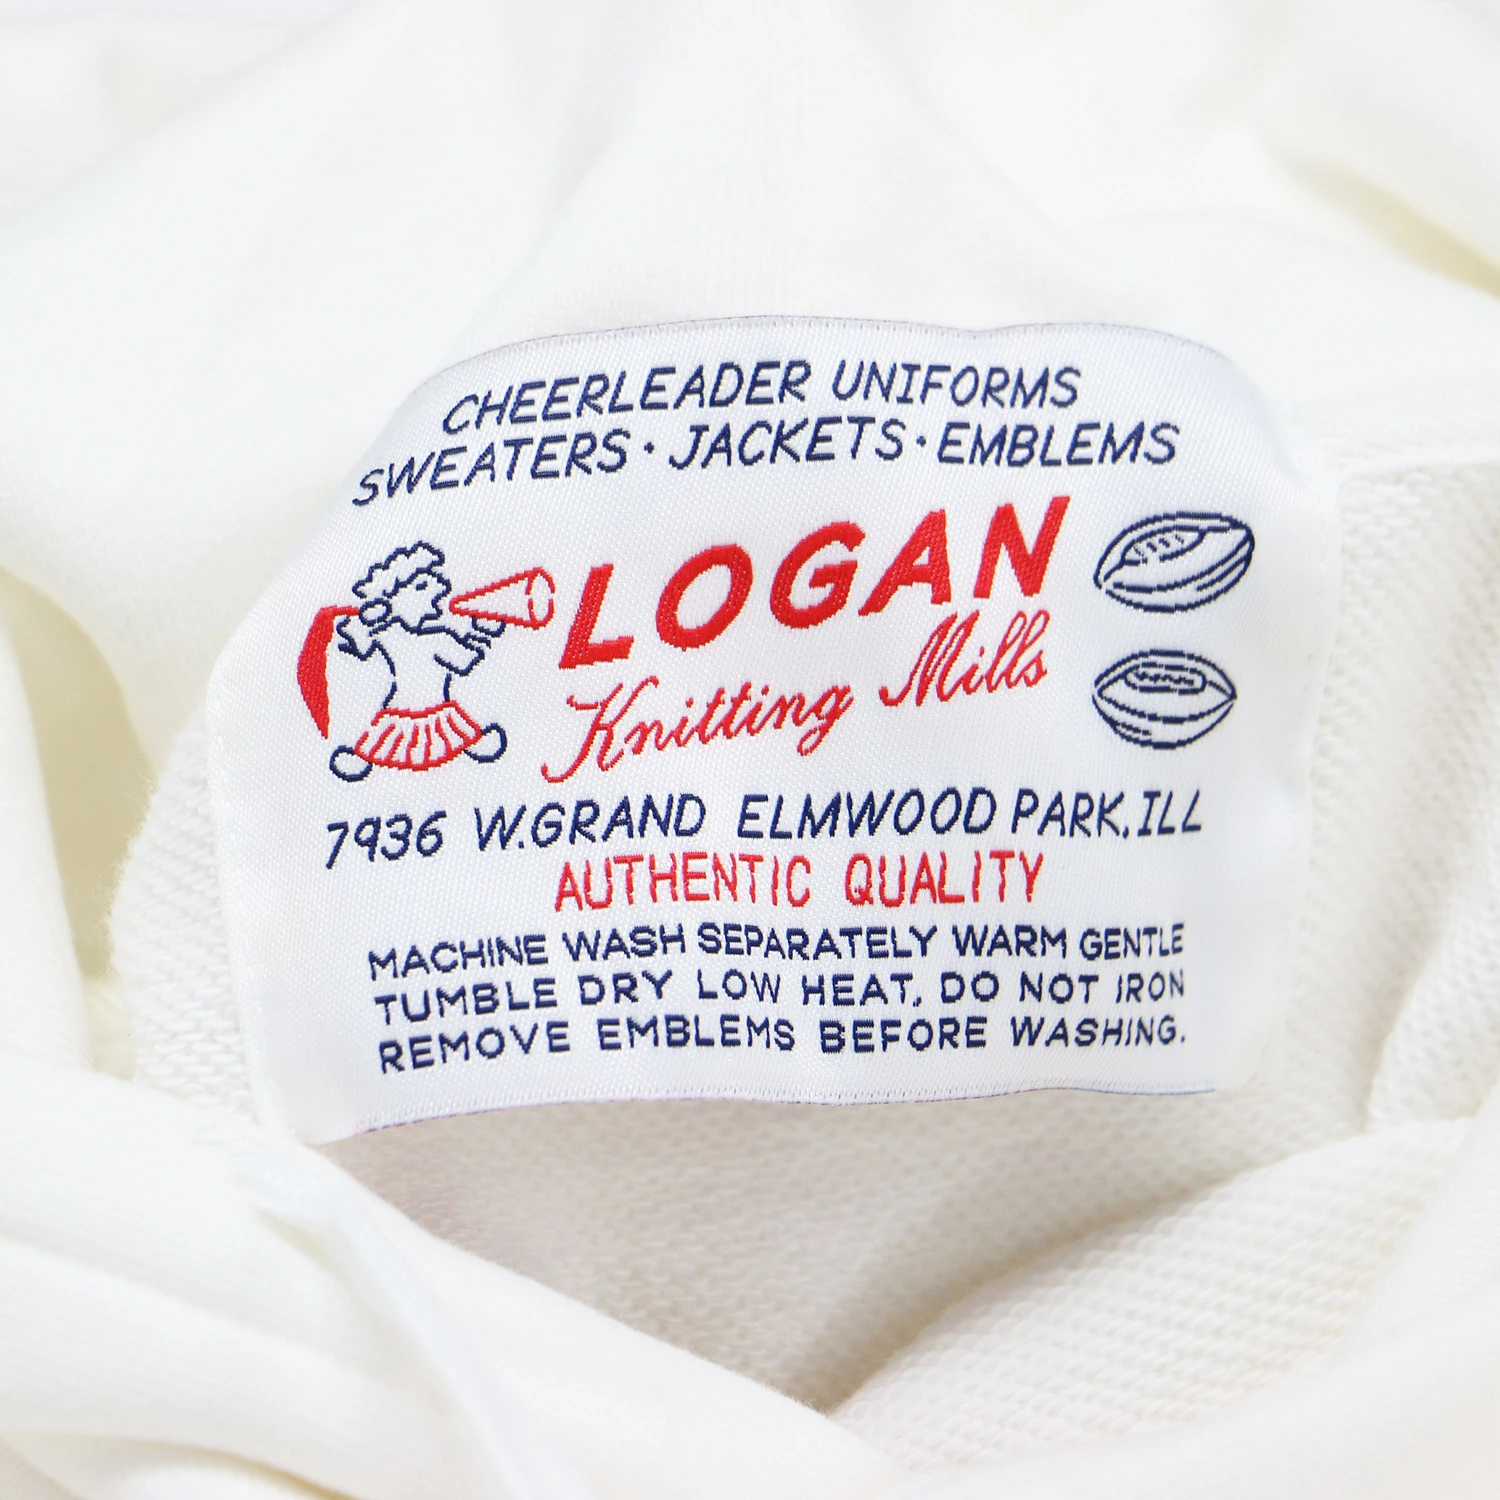 CHEERLEADER UNIFORMS
SWEATERS · JACKETS · EMBLEMS
LOGAN
Knitting Mills
7936 W.GRAND ELMWOOD PARK, ILL
AUTHENTIC QUALITY
MACHINE WASH SEPARATELY WARM GENTLE
TUMBLE DRY LOW HEAT, DO NOT IRON
REMOVE EMBLEMS BEFORE WASHING.